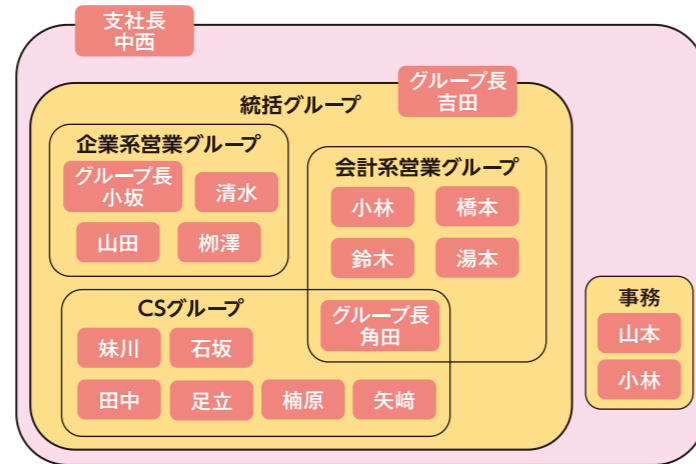 支社長
中西
グループ長
吉田
統括グループ
企業系営業グループ
グループ長
小坂
清水
山田
栁澤
会計系営業グループ
小林
橋本
鈴木
湯本
グループ長
角田
CSグループ
妹川
石坂
田中
足立
楠原
矢﨑
事務
山本
小林